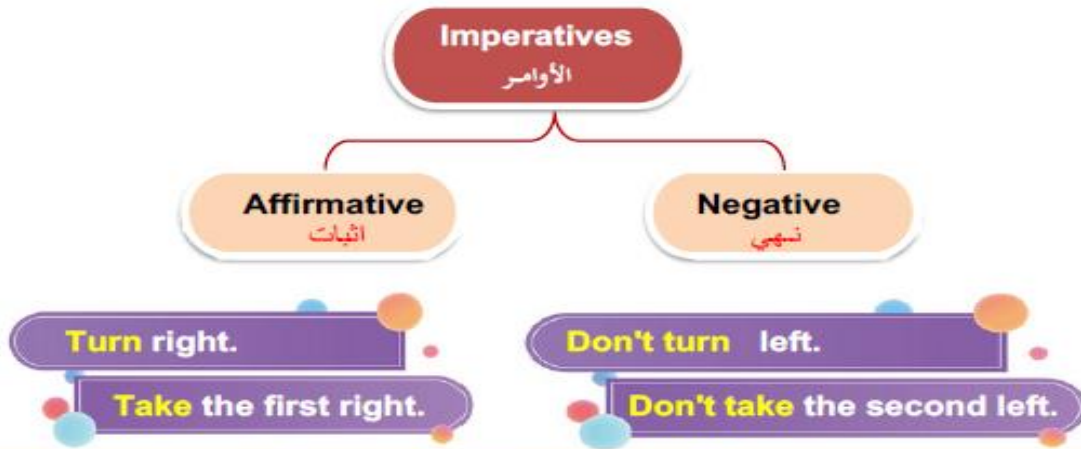 Imperatives
الأوامر
Affirmative
اثبات
Negative
نهي
Turn right.
Take the first right.
Don't turn left.
Don't take the second left.